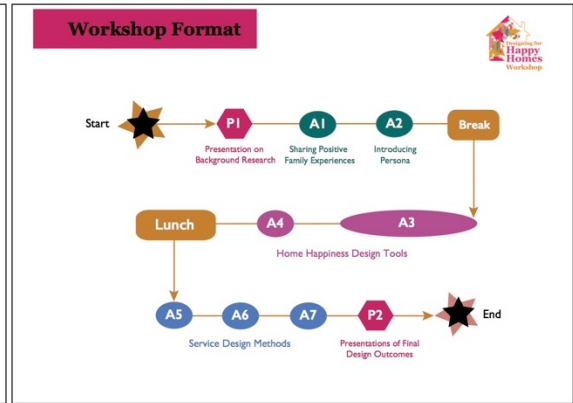 Workshop Format
Designing for
Happy
Homes
Workshop
Start
P1
A1
A2
Break
Presentation on
Background Research
Sharing Positive
Family Experiences
Introducing
Persona
Lunch
A4
A3
Home Happiness Design Tools
A5
A6
A7
P2
End
Service Design Methods
Presentations of Final
Design Outcomes